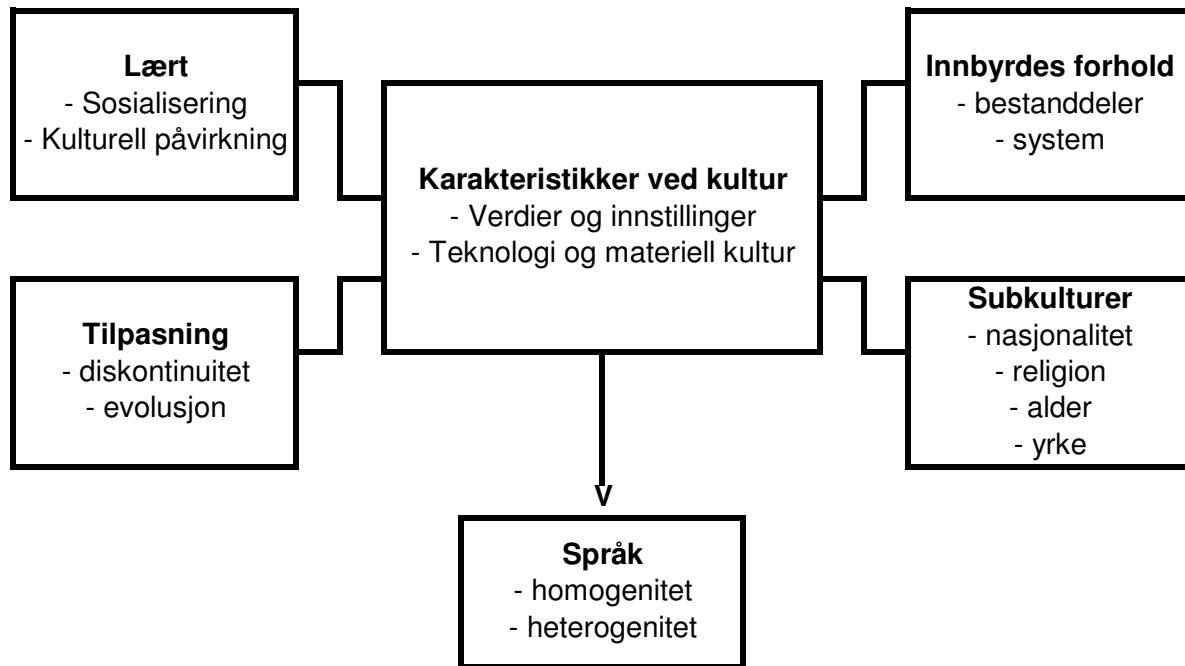 Lært
- Sosialisering
- Kulturell påvirkning
Karakteristikker ved kultur
- Verdier og innstillinger
- Teknologi og materiell kultur
Innbyrdes forhold
- bestanddeler
- system
Tilpasning
- diskontinuitet
- evolusjon
Subkulturer
- nasjonalitet
- religion
- alder
- yrke
Språk
- homogenitet
- heterogenitet